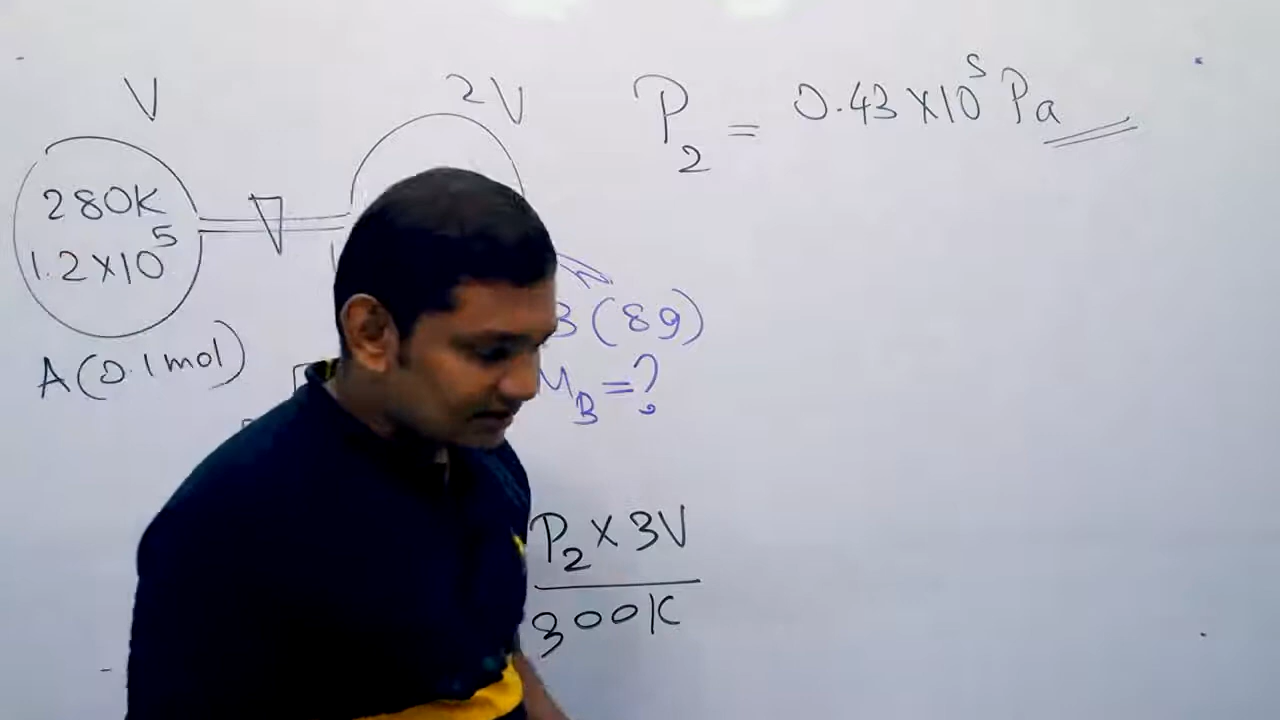 V
2V
P₂ = 0.43×10⁵ Pa
280K
1.2×10⁵
A(0.1mol)
B(8g)
M_B = ?
P₂ × 3V
300K